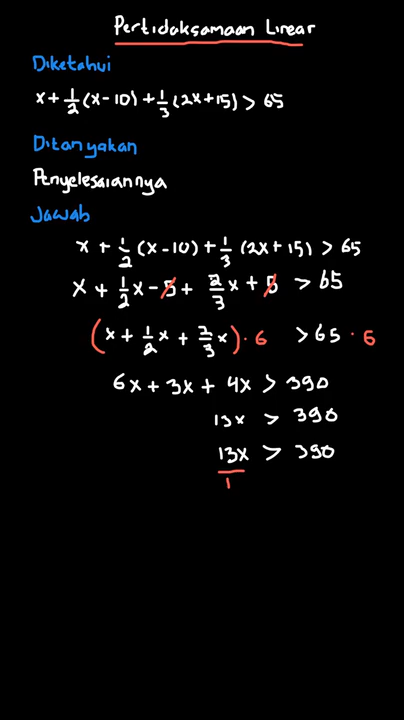 Pertidaksamaan Linear
Diketahui
x + 1/2 (x - 10) + 1/3 (2x + 15) > 65
Ditanyakan
Penyelesaiannya
Jawab
x + 1/2 (x - 10) + 1/3 (2x + 15) > 65
x + 1/2 x - 5 + 2/3 x + 5 > 65
(x + 1/2 x + 2/3 x) · 6 > 65 · 6
6x + 3x + 4x > 390
13x > 390
13x > 390
1